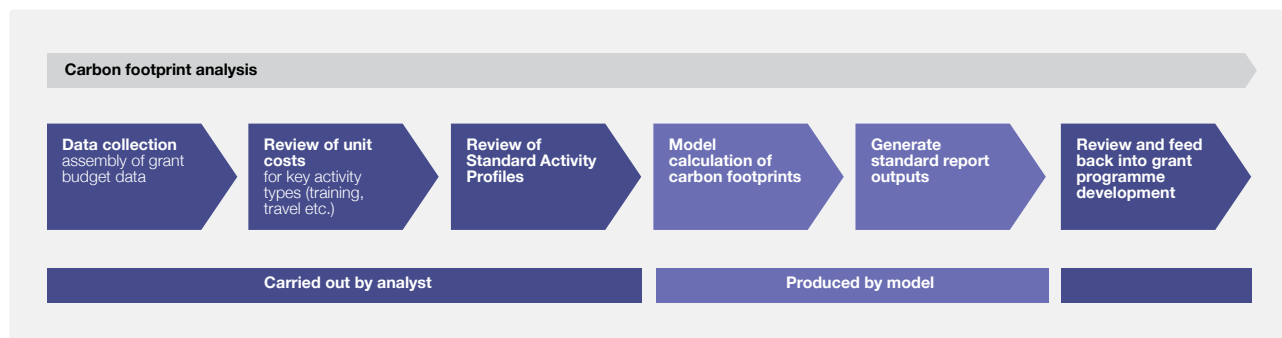 Carbon footprint analysis
Data collection
assembly of grant
budget data
Review of unit
costs
for key activity
types (training,
travel etc.)
Review of
Standard Activity
Profiles
Model
calculation of
carbon footprints
Generate
standard report
outputs
Review and feed
back into grant
programme
development
Carried out by analyst
Produced by model